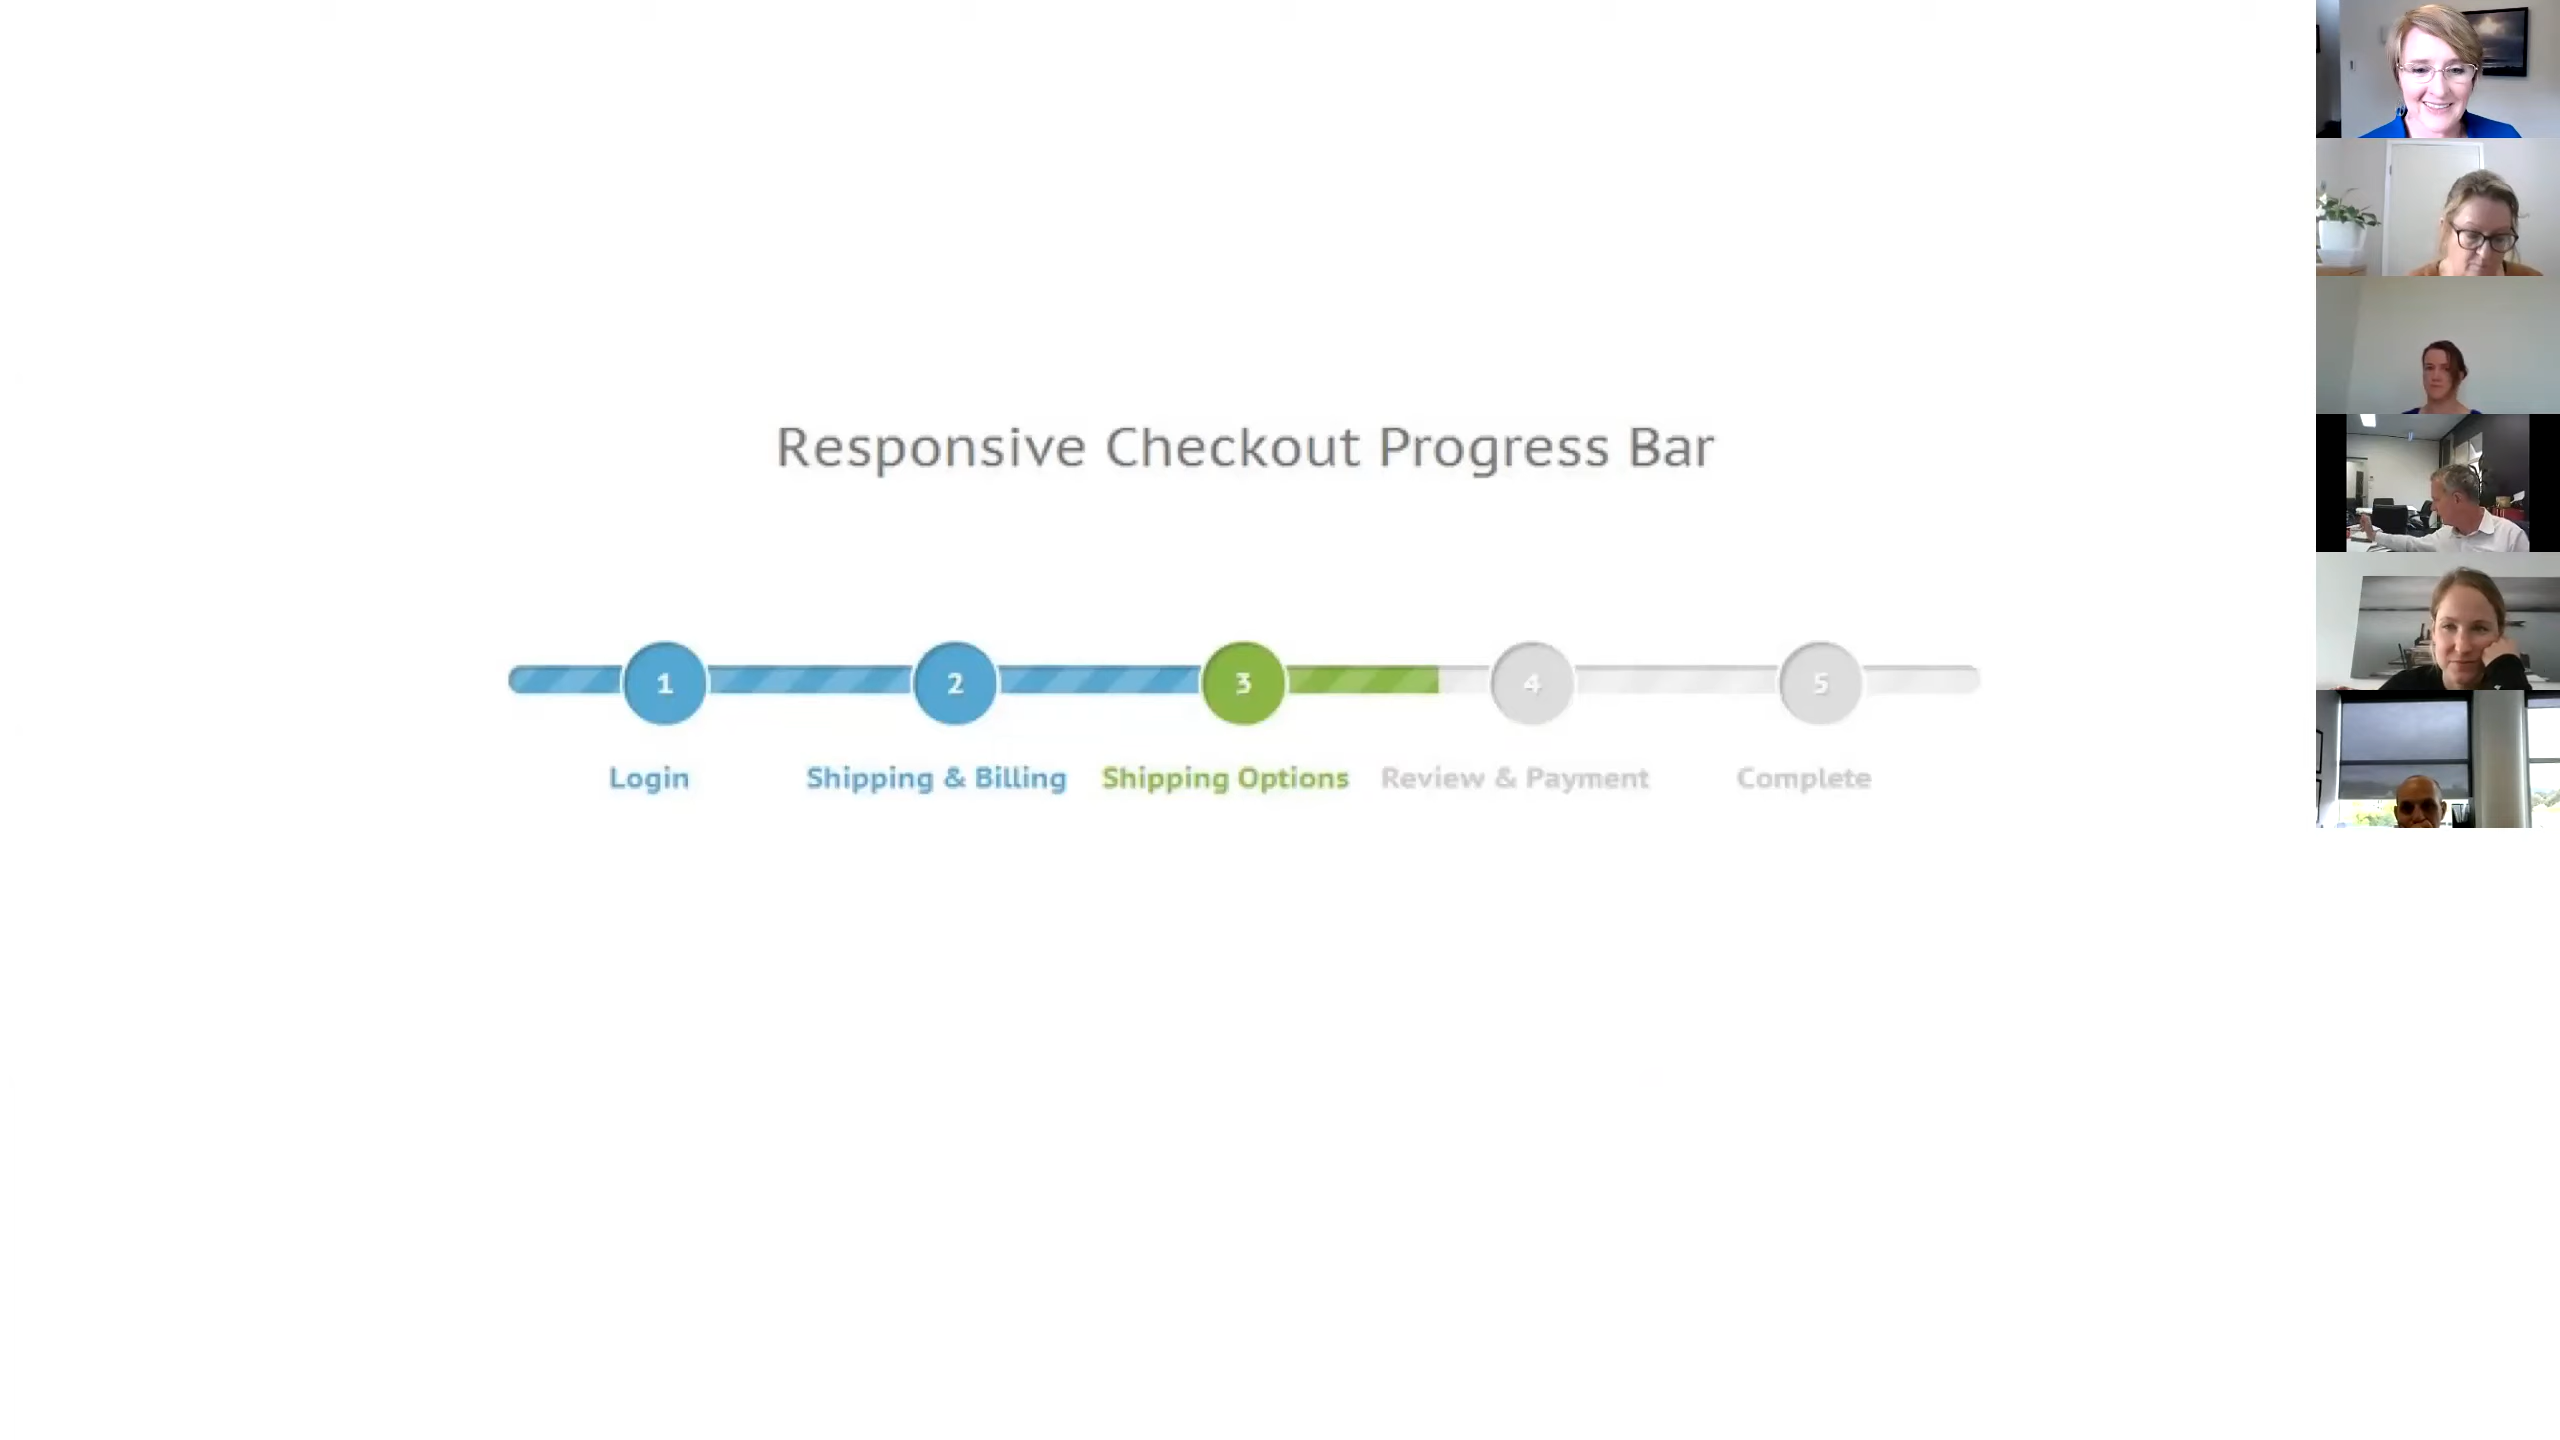 Responsive Checkout Progress Bar
1 2 3 4 5
Login Shipping & Billing Shipping Options Review & Payment Complete